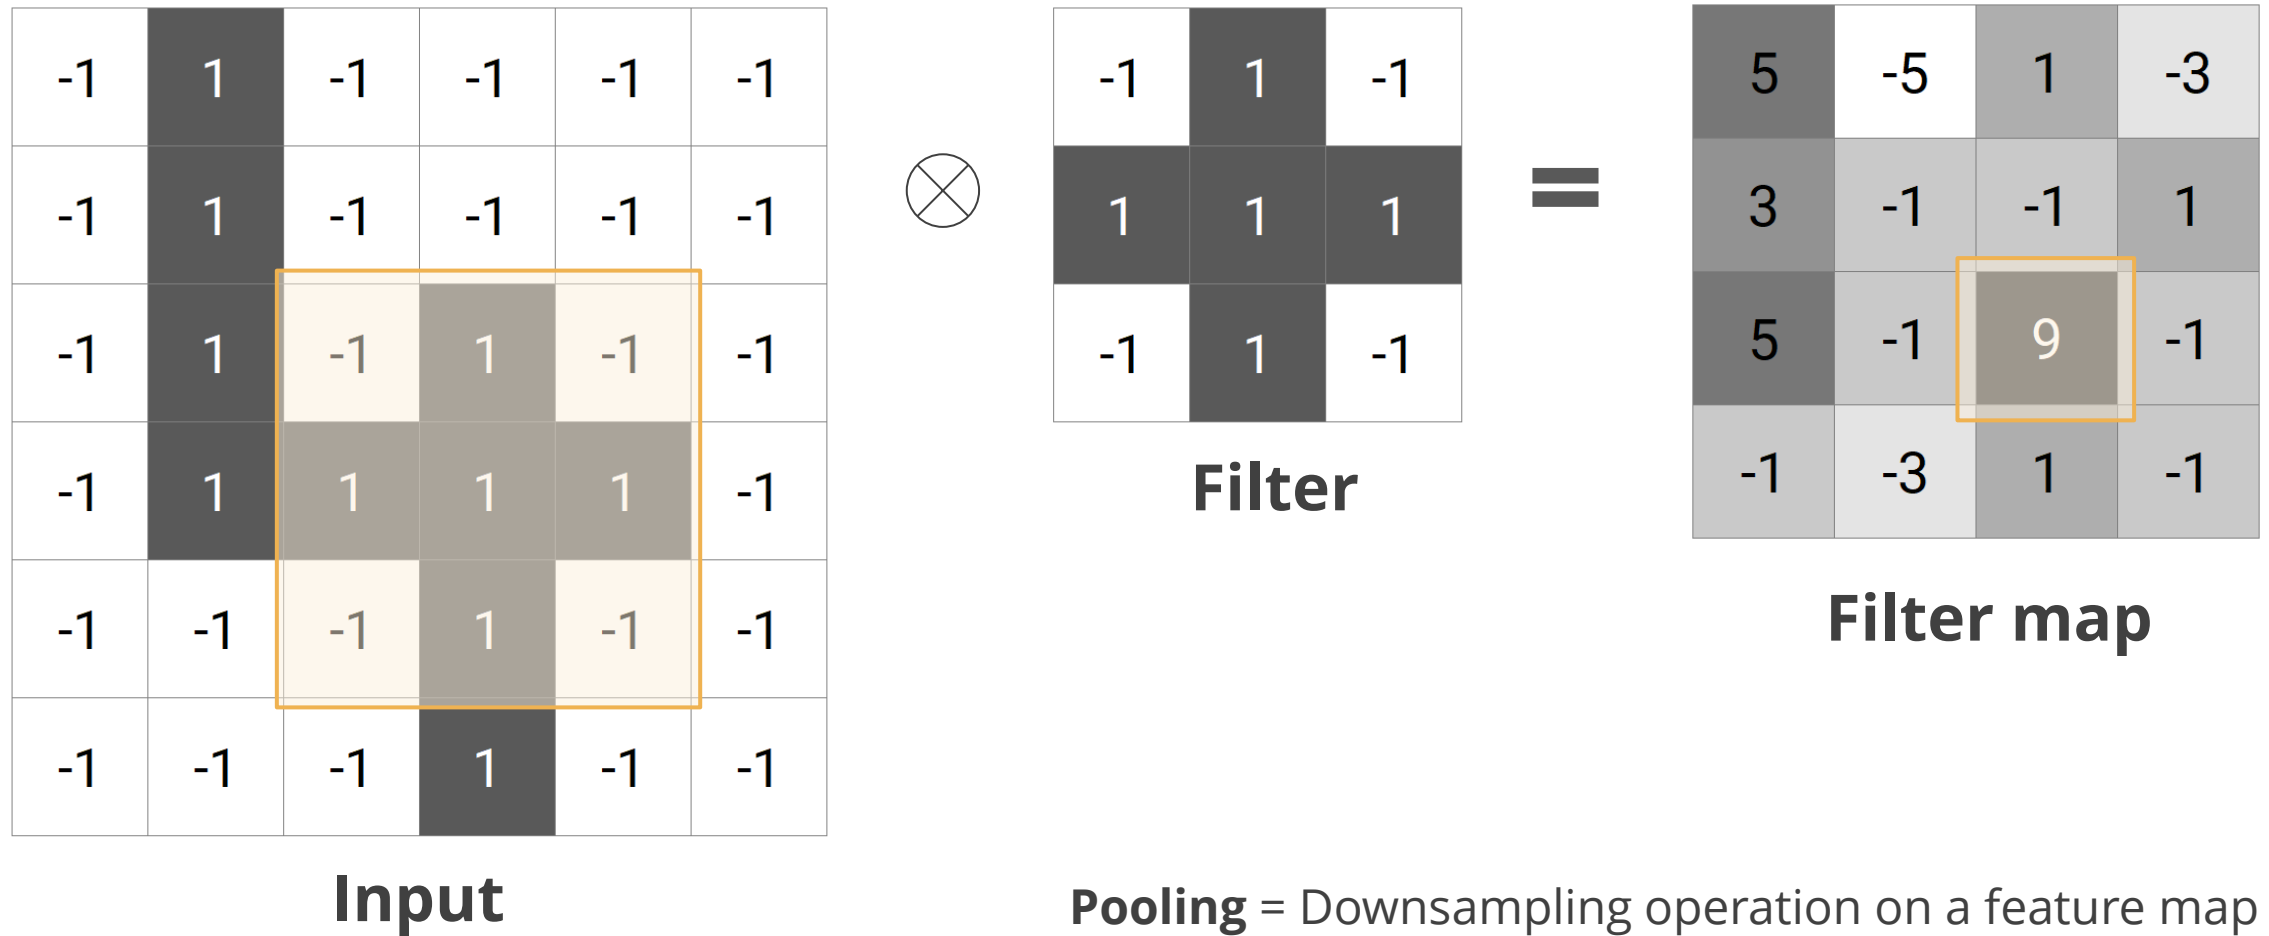 -1 1 -1 -1 -1 -1
-1 1 -1 -1 -1 -1
-1 1 -1 1 -1 -1
-1 1 1 1 1 -1
-1 -1 -1 1 -1 -1
-1 -1 -1 1 -1 -1
Input
-1 1 -1
1 1 1
-1 1 -1
Filter
=
5 -5 1 -3
3 -1 -1 1
5 -1 9 -1
-1 -3 1 -1
Filter map
Pooling = Downsampling operation on a feature map